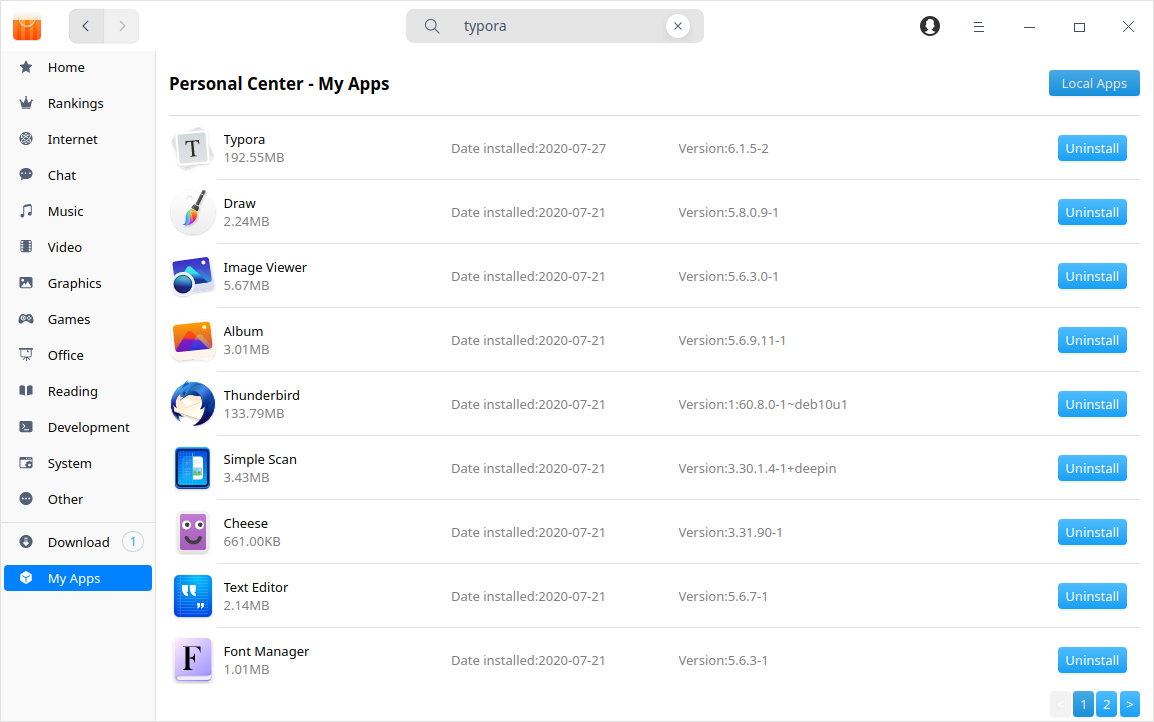 typora
Home
Rankings
Internet
Chat
Music
Video
Graphics
Games
Office
Reading
Development
System
Other
Download 1
My Apps
Personal Center - My Apps
Local Apps
T
Typora
192.55MB
Date installed:2020-07-27
Version:6.1.5-2
Uninstall
Draw
2.24MB
Date installed:2020-07-21
Version:5.8.0.9-1
Uninstall
Image Viewer
5.67MB
Date installed:2020-07-21
Version:5.6.3.0-1
Uninstall
Album
3.01MB
Date installed:2020-07-21
Version:5.6.9.11-1
Uninstall
Thunderbird
133.79MB
Date installed:2020-07-21
Version:1:60.8.0-1~deb10u1
Uninstall
Simple Scan
3.43MB
Date installed:2020-07-21
Version:3.30.1.4-1+deepin
Uninstall
Cheese
661.00KB
Date installed:2020-07-21
Version:3.31.90-1
Uninstall
Text Editor
2.14MB
Date installed:2020-07-21
Version:5.6.7-1
Uninstall
F
Font Manager
1.01MB
Date installed:2020-07-21
Version:5.6.3-1
Uninstall
< 1 2 >